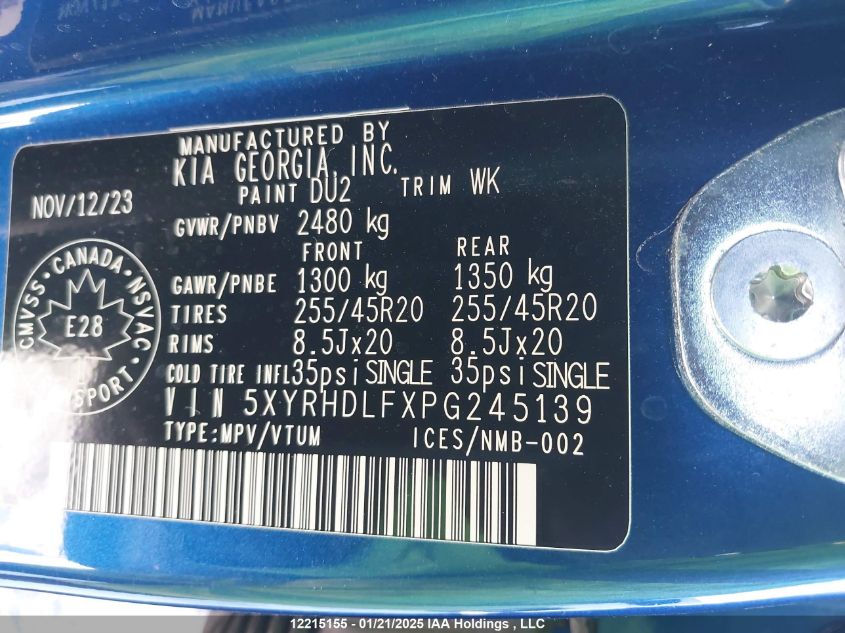 MANUFACTURED BY
KIA GEORGIA, INC.
PAINT DU2 TRIM WK
NOV/12/23
GVWR/PNBV 2480 kg
FRONT REAR
GAWR/PNBE 1300 kg 1350 kg
TIRES 255/45R20 255/45R20
RIMS 8.5Jx20 8.5Jx20
COLD TIRE INFL 35psi SINGLE 35psi SINGLE
VIN 5XYRHDLFXPG245139
TYPE:MPV/VTUM ICES/NMB-002
CMVSS · CANADA · NSVAC
E28
12215155 - 01/21/2025 IAA Holdings , LLC